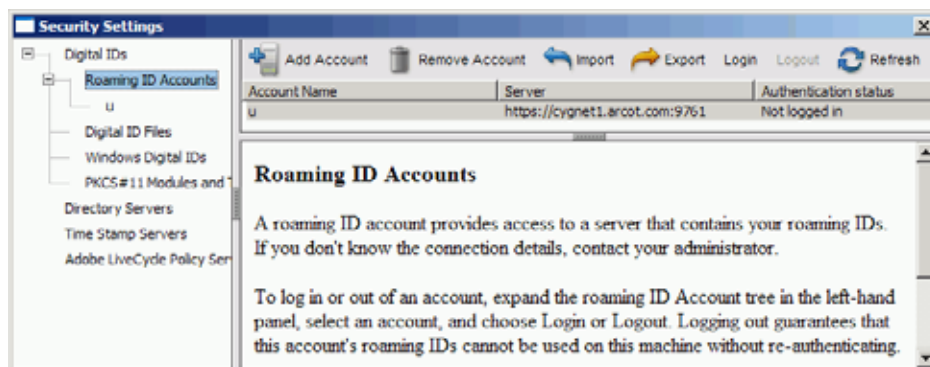 Security Settings
Digital IDs
Roaming ID Accounts
u
Digital ID Files
Windows Digital IDs
PKCS#11 Modules and T
Directory Servers
Time Stamp Servers
Adobe LiveCycle Policy Ser
Add Account Remove Account Import Export Login Logout Refresh
Account Name Server Authentication status
u https://cygnet1.arcot.com:9761 Not logged in
Roaming ID Accounts
A roaming ID account provides access to a server that contains your roaming IDs.
If you don't know the connection details, contact your administrator.
To log in or out of an account, expand the roaming ID Account tree in the left-hand
panel, select an account, and choose Login or Logout. Logging out guarantees that
this account's roaming IDs cannot be used on this machine without re-authenticating.